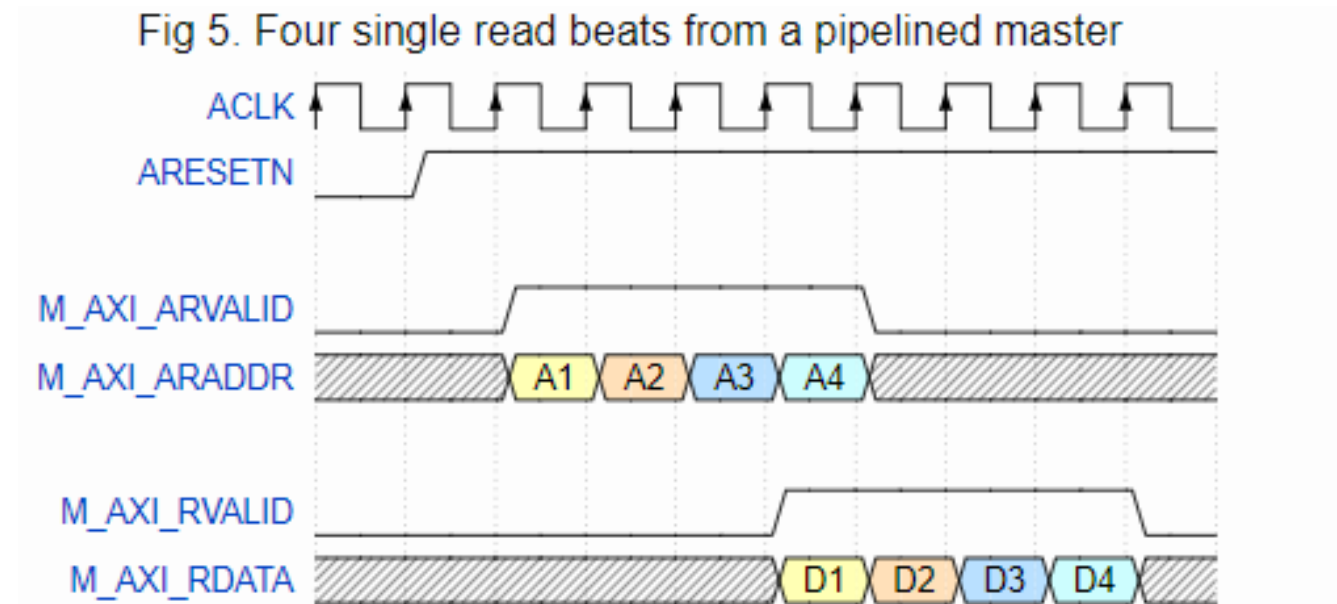 Fig 5. Four single read beats from a pipelined master
ACLK
ARESETN
M_AXI_ARVALID
M_AXI_ARADDR A1 A2 A3 A4
M_AXI_RVALID
M_AXI_RDATA D1 D2 D3 D4